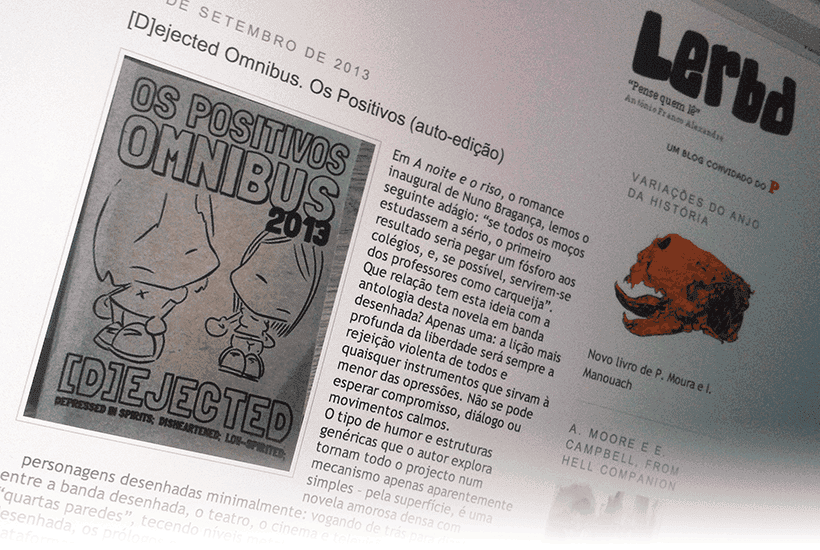 DE SETEMBRO DE 2013
[D]ejected Omnibus. Os Positivos (auto-edição)
OS POSITIVOS
OMNIBUS
2013
[D]EJECTED
DEPRESSED IN SPIRITS; DISHEARTENED; LOW-SPIRITED;
Em A noite e o riso, o romance
inaugural de Nuno Bragança, lemos o
seguinte adágio: “se todos os moços
estudassem a sério, o primeiro
resultado seria pegar um fósforo aos
colégios, e, se possível, servirem-se
dos professores como carqueija”.
Que relação tem esta ideia com a
antologia desta novela em banda
desenhada? Apenas uma: a lição mais
profunda da liberdade será sempre a
rejeição violenta de todos e
quaisquer instrumentos que sirvam à
menor das opressões. Não se pode
esperar compromisso, diálogo ou
movimentos calmos.
O tipo de humor e estruturas
genéricas que o autor explora
tornam todo o projecto num
mecanismo apenas aparentemente
simples - pela superfície, é uma
novela amorosa densa com
personagens desenhadas minimalmente: vogando de trás para
entre a banda desenhada, o teatro, o cinema e
“quartas paredes”, tecendo níveis
desenhada, os
Lerbd
“Pense quem lê”
António Franco Alexandre
UM BLOG CONVIDADO DO P
VARIAÇÕES DO ANJO
DA HISTÓRIA
Novo livro de P. Moura e I.
Manouach
A. MOORE E E.
CAMPBELL, FROM
HELL COMPANION